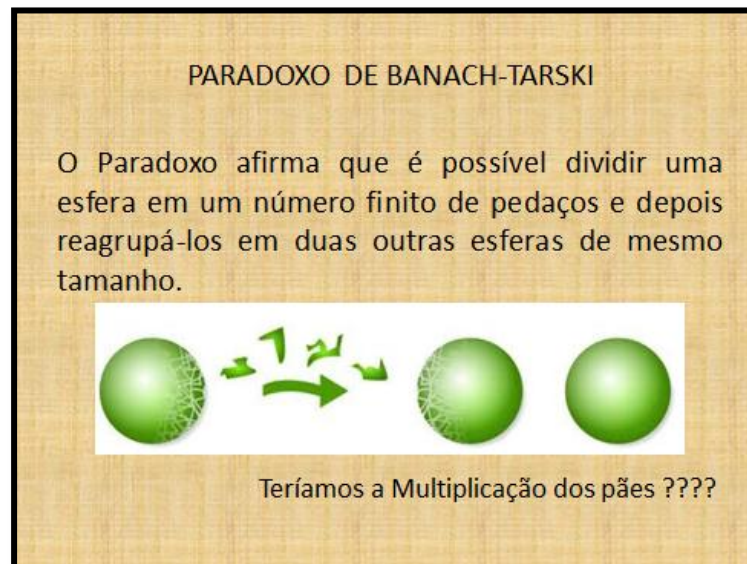 PARADOXO DE BANACH-TARSKI
O Paradoxo afirma que é possível dividir uma
esfera em um número finito de pedaços e depois
reagrupá-los em duas outras esferas de mesmo
tamanho.
Teríamos a Multiplicação dos pães ????